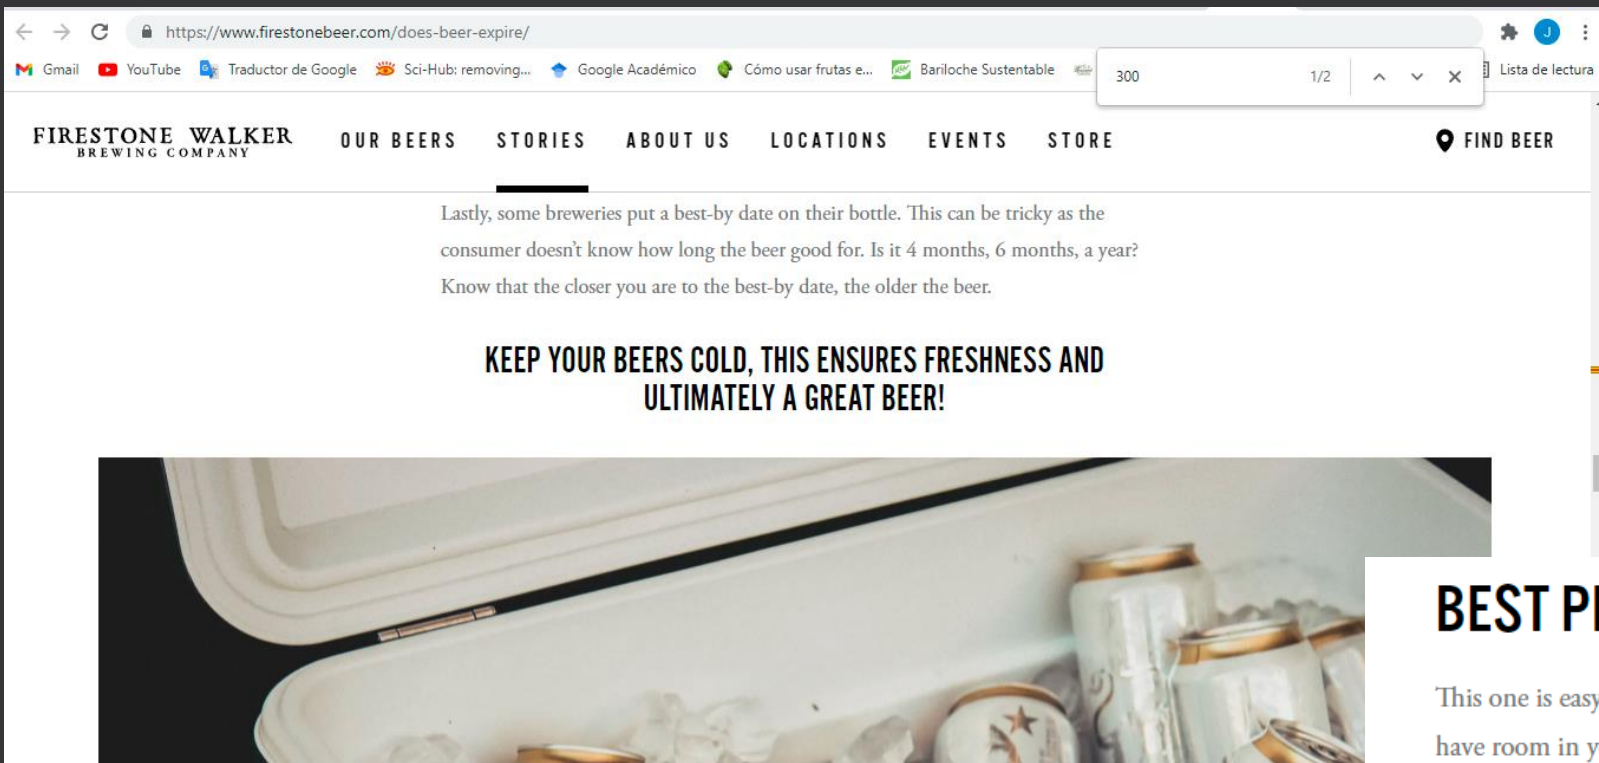 https://www.firestonebeer.com/does-beer-expire/
J
Gmail YouTube Traductor de Google Sci-Hub: removing... Google Académico Cómo usar frutas e... Bariloche Sustentable
300 1/2
Lista de lectura
FIRESTONE WALKER
BREWING COMPANY
OUR BEERS STORIES ABOUT US LOCATIONS EVENTS STORE
FIND BEER
Lastly, some breweries put a best-by date on their bottle. This can be tricky as the
consumer doesn't know how long the beer good for. Is it 4 months, 6 months, a year?
Know that the closer you are to the best-by date, the older the beer.
KEEP YOUR BEERS COLD, THIS ENSURES FRESHNESS AND
ULTIMATELY A GREAT BEER!
BEST
This one is easy
have room in